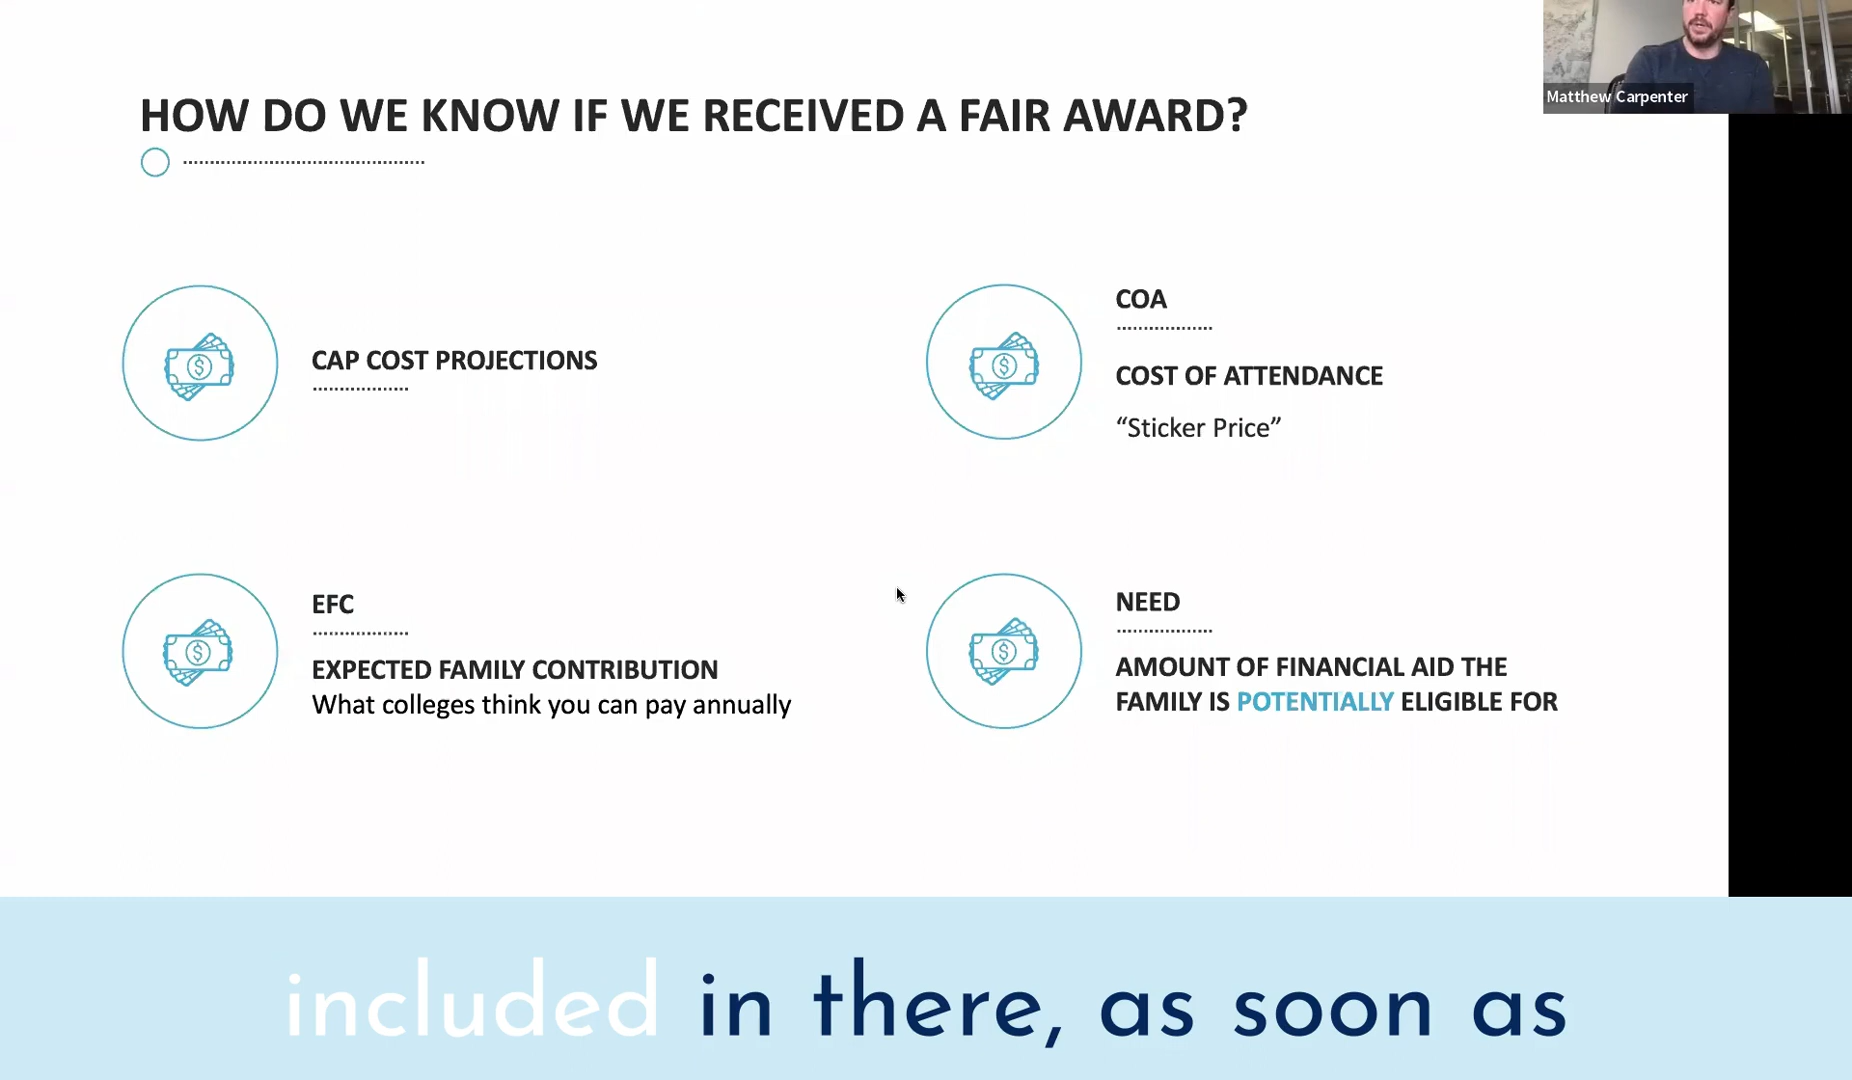 Matthew Carpenter
HOW DO WE KNOW IF WE RECEIVED A FAIR AWARD?
CAP COST PROJECTIONS
COA
COST OF ATTENDANCE
“Sticker Price”
EFC
EXPECTED FAMILY CONTRIBUTION
What colleges think you can pay annually
NEED
AMOUNT OF FINANCIAL AID THE
FAMILY IS POTENTIALLY ELIGIBLE FOR
included in there, as soon as